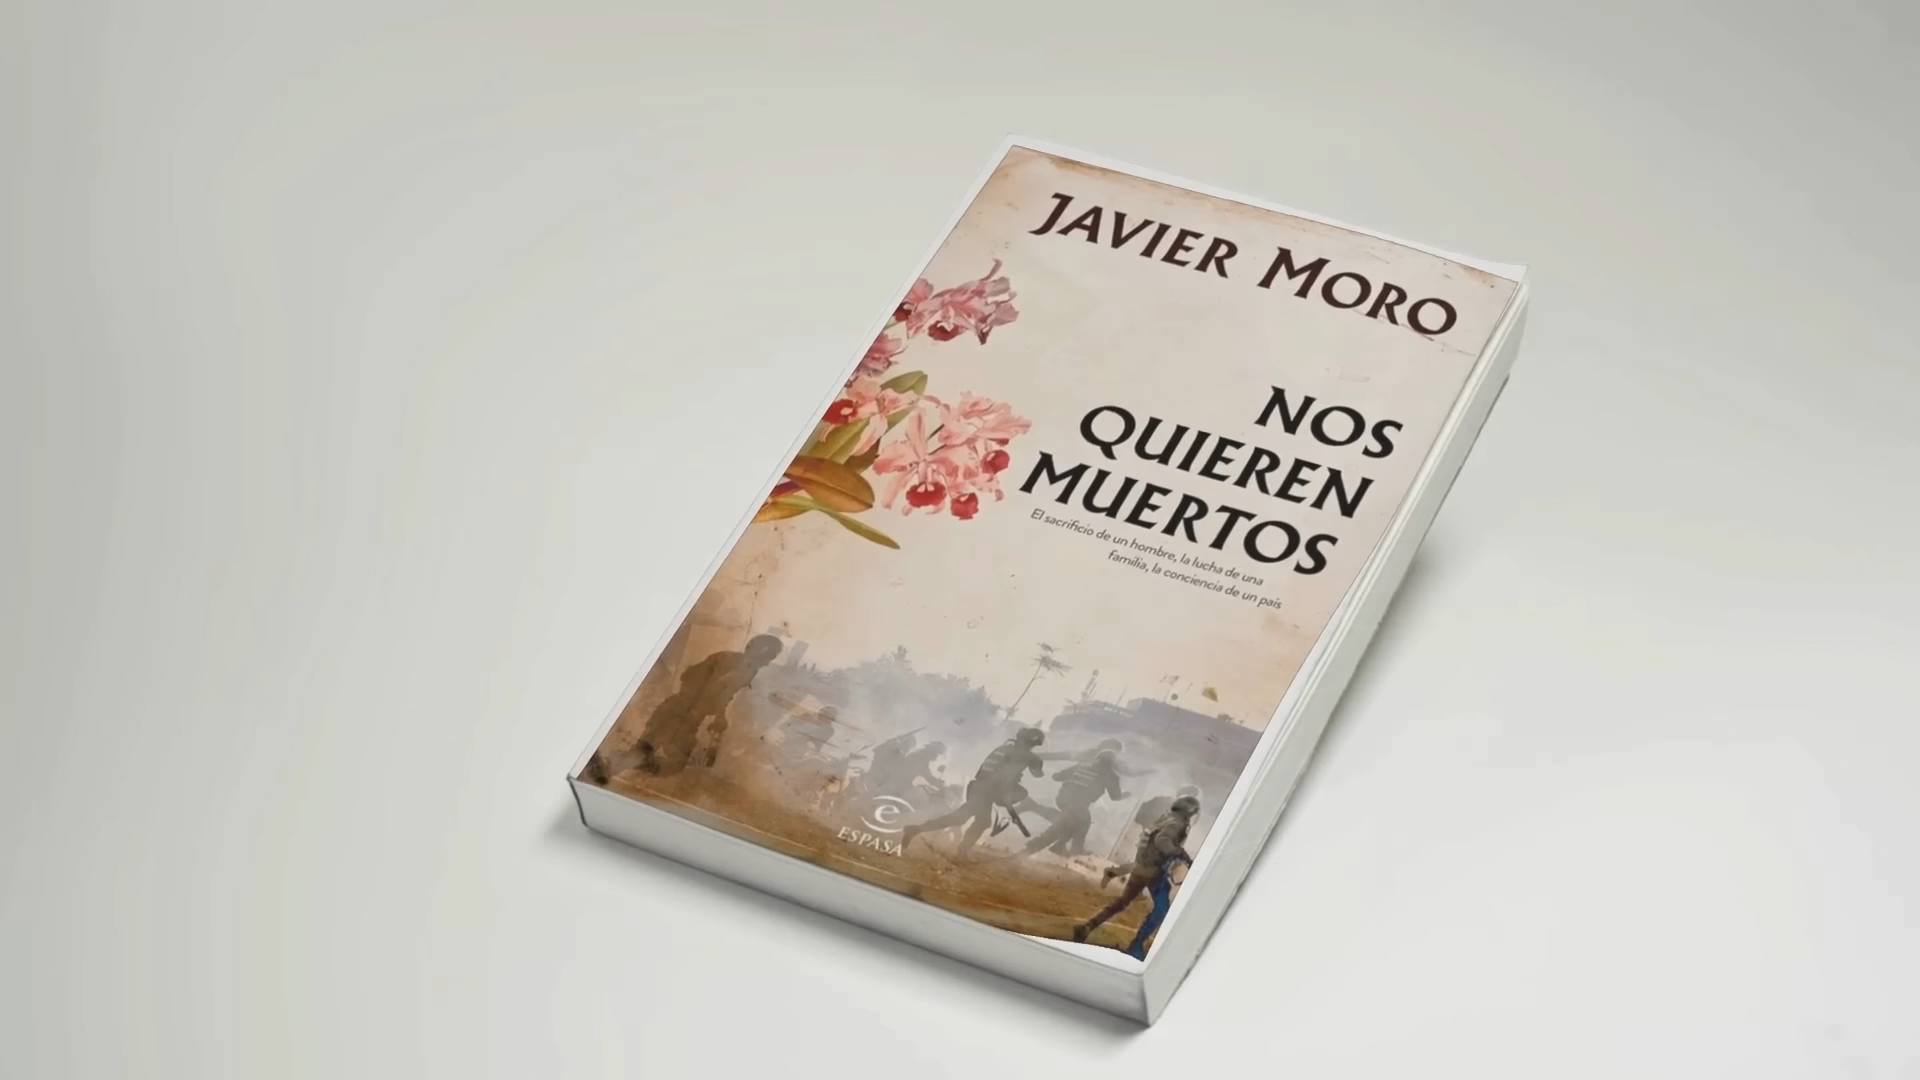 JAVIER MORO
NOS
QUIEREN
MUERTOS
El sacrificio de un hombre, la lucha de una
familia, la conciencia de un país
e
ESPASA